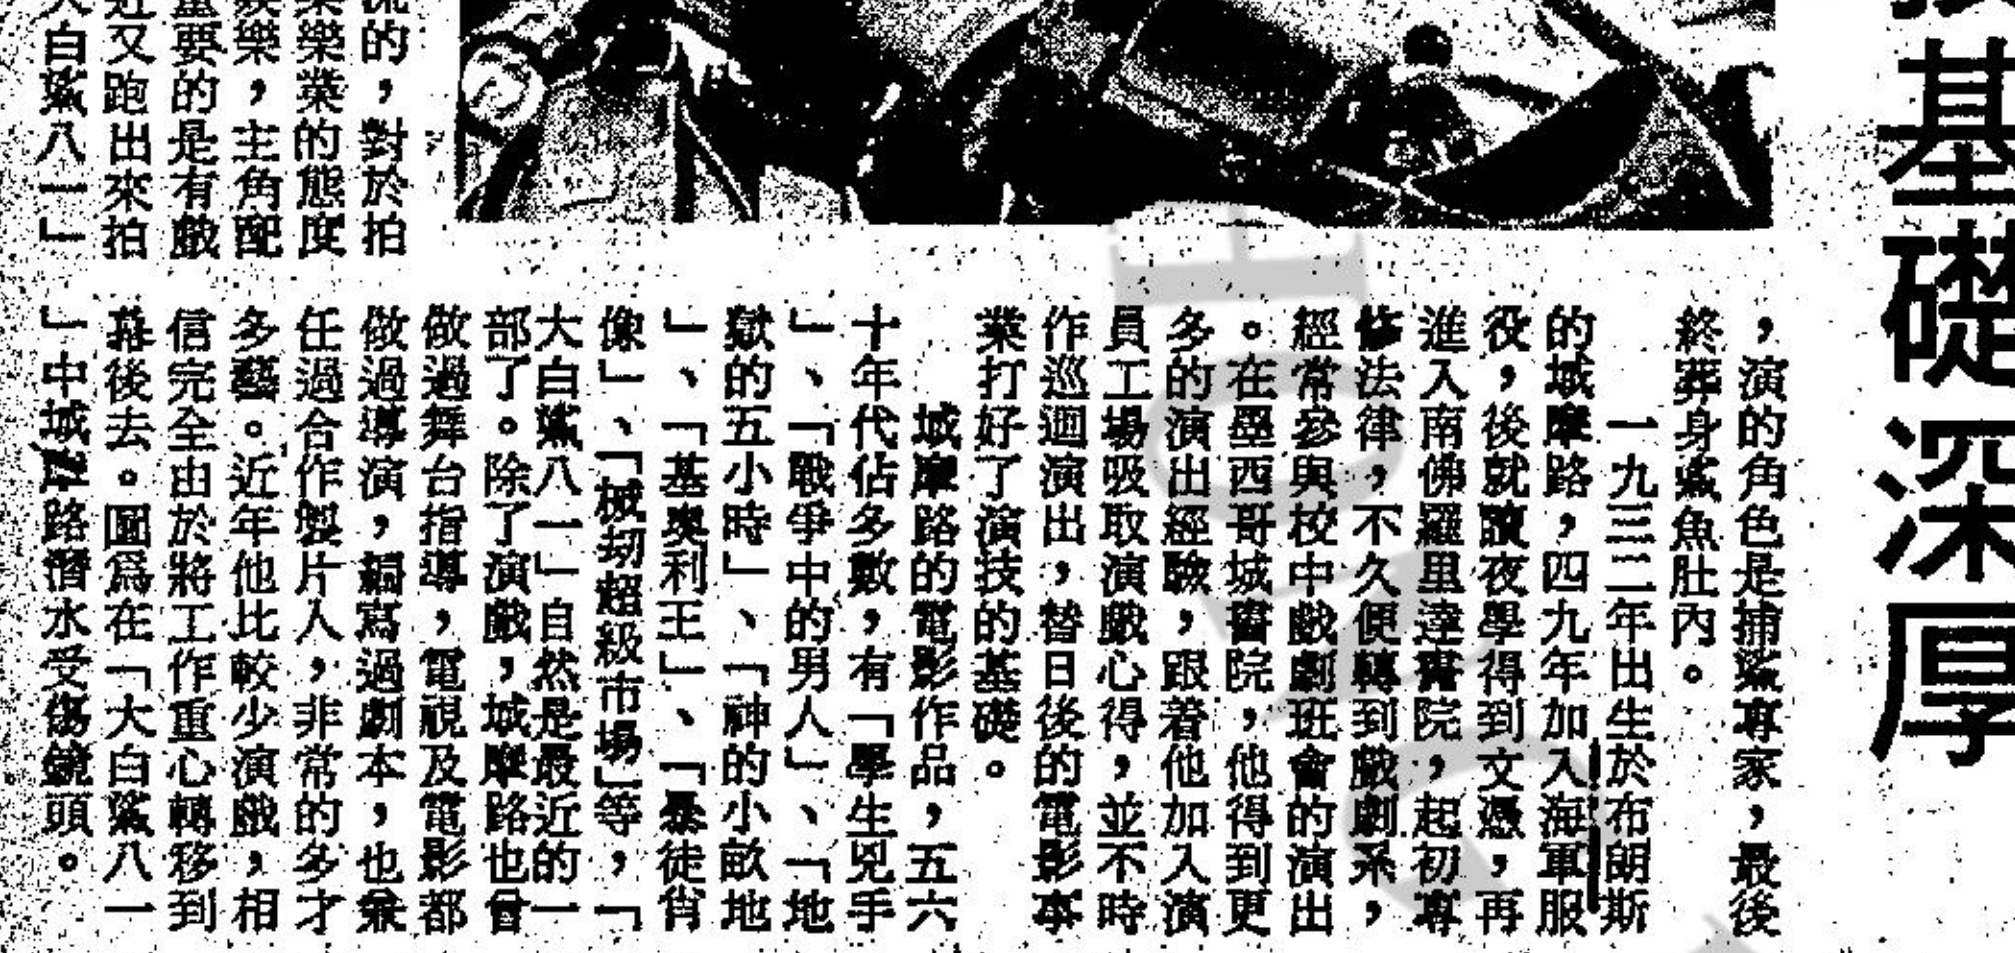 基礎深厚
，演的角色是捕鯊專家，最後
終葬身鯊魚肚內。
一九三二年出生於布朗斯
的城摩路，四九年加入海軍服
役，後就讀夜學得到文憑，再
進入南佛羅里達書院，起初專
修法律，不久便轉到戲劇系，
經常參與校中戲劇班會的演出
。在墨西哥城書院，他得到更
多的演出經驗，跟着他加入演
員工場吸取演戲心得，並不時
作巡迴演出，替日後的電影事
業打好了演技的基礎。
城摩路的電影作品，五六
十年代佔多數，有「學生兇手
」、「戰爭中的男人」、「地
獄的五小時」、「神的小畝地
」、「基奧利王」、「暴徒肖
像」、「械刧超級市場」等，「
大白鯊八一」自然是最近的一
部了。除了演戲，城摩路也曾
做過舞台指導，電視及電影都
做過導演，編寫過劇本，也兼
任過合作製片人，非常的多才
多藝。近年他比較少演戲，相
信完全由於將工作重心轉移到
幕後去。圖爲在「大白鯊八一
」中城摩路潛水受傷鏡頭。
的，對於拍
樂業的態度
樂，主角配
要的是有戲
又跑出來拍
白鯊八一」